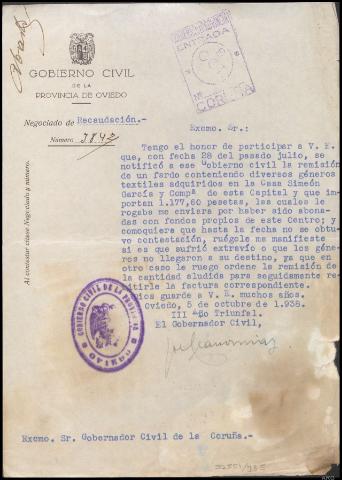 GOBIERNO CIVIL
DE LA
PROVINCIA DE OVIEDO
Negociado de Recaudación.-
Número 3842
ENTRADA
CORUÑA
Excmo. Sr.:
Tengo el honor de participar a V. E.
que, con fecha 28 del pasado julio, se
notificó a ese Gobierno civil la remisión
de un fardo conteniendo diversos géneros
textiles adquiridos en la Casa Simeón
García y Compª de esta Capital y que im-
portan 1.177,60 pesetas, las cuales le
rogaba me enviara por haber sido abo-
nadas con fondos propios de este Centro; y
comoquiera que hasta la fecha no se obtu-
vo contestación, ruégole me manifieste
si es que sufrió extravío o que los géne-
ros no llegaron a su destino, ya que en
otro caso le ruego ordene la remisión de
la cantidad aludida para seguidamente re-
mitirle la factura correspondiente.
Dios guarde a V. E. muchos años.
Oviedo, 5 de octubre de 1.938.
III Año Triunfal.
El Gobernador Civil,
Al contestar cítese Negociado y número.
GOBIERNO CIVIL DE LA PROVINCIA
OVIEDO
Excmo. Sr. Gobernador Civil de la Coruña.-